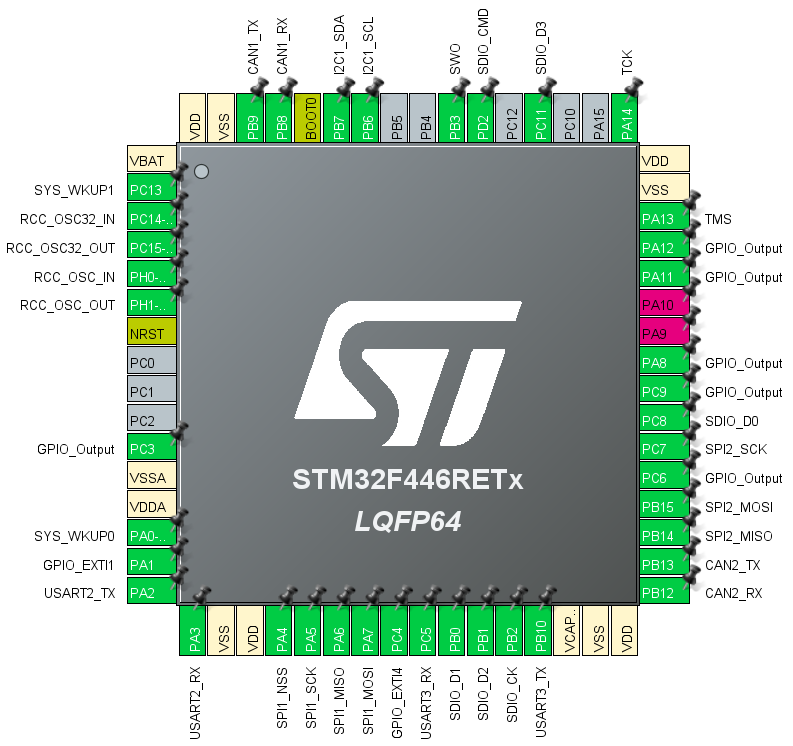 CAN1_TX
CAN1_RX
I2C1_SDA
I2C1_SCL
SWO
SDIO_CMD
SDIO_D3
TCK
VDD
VSS
PB9
PB8
BOOT0
PB7
PB6
PB5
PB4
PB3
PD2
PC12
PC11
PC10
PA15
PA14
VBAT
SYS_WKUP1 PC13
RCC_OSC32_IN PC14-..
RCC_OSC32_OUT PC15-..
RCC_OSC_IN PH0-..
RCC_OSC_OUT PH1-..
NRST
PC0
PC1
PC2
GPIO_Output PC3
VSSA
VDDA
SYS_WKUP0 PA0-..
GPIO_EXTI1 PA1
USART2_TX PA2
ST
STM32F446RETx
LQFP64
VDD
VSS
PA13 TMS
PA12 GPIO_Output
PA11 GPIO_Output
PA10
PA9
PA8 GPIO_Output
PC9 GPIO_Output
PC8 SDIO_D0
PC7 SPI2_SCK
PC6 GPIO_Output
PB15 SPI2_MOSI
PB14 SPI2_MISO
PB13 CAN2_TX
PB12 CAN2_RX
PA3
VSS
VDD
PA4
PA5
PA6
PA7
PC4
PC5
PB0
PB1
PB2
PB10
VCAP..
VSS
VDD
USART2_RX
SPI1_NSS
SPI1_SCK
SPI1_MISO
SPI1_MOSI
GPIO_EXTI4
USART3_RX
SDIO_D1
SDIO_D2
SDIO_CK
USART3_TX